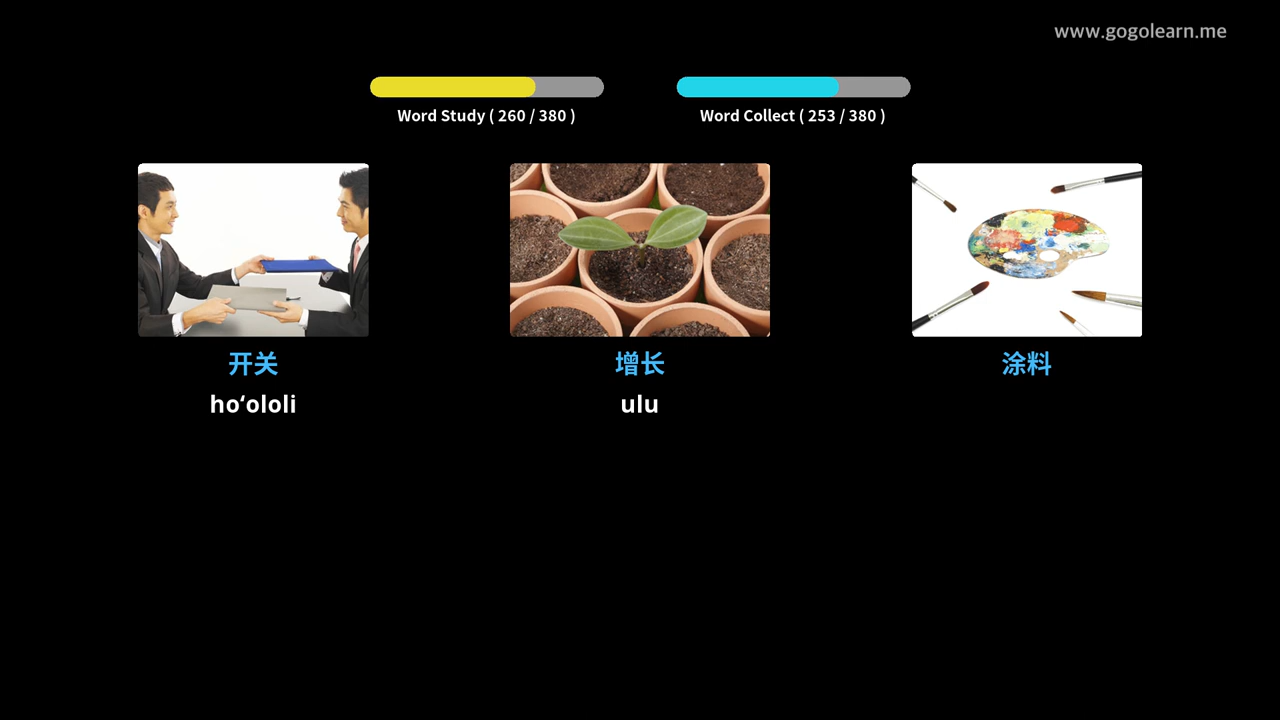 www.gogolearn.me
Word Study ( 260 / 380 )
Word Collect ( 253 / 380 )
开关
增长
涂料
hoʻololi
ulu